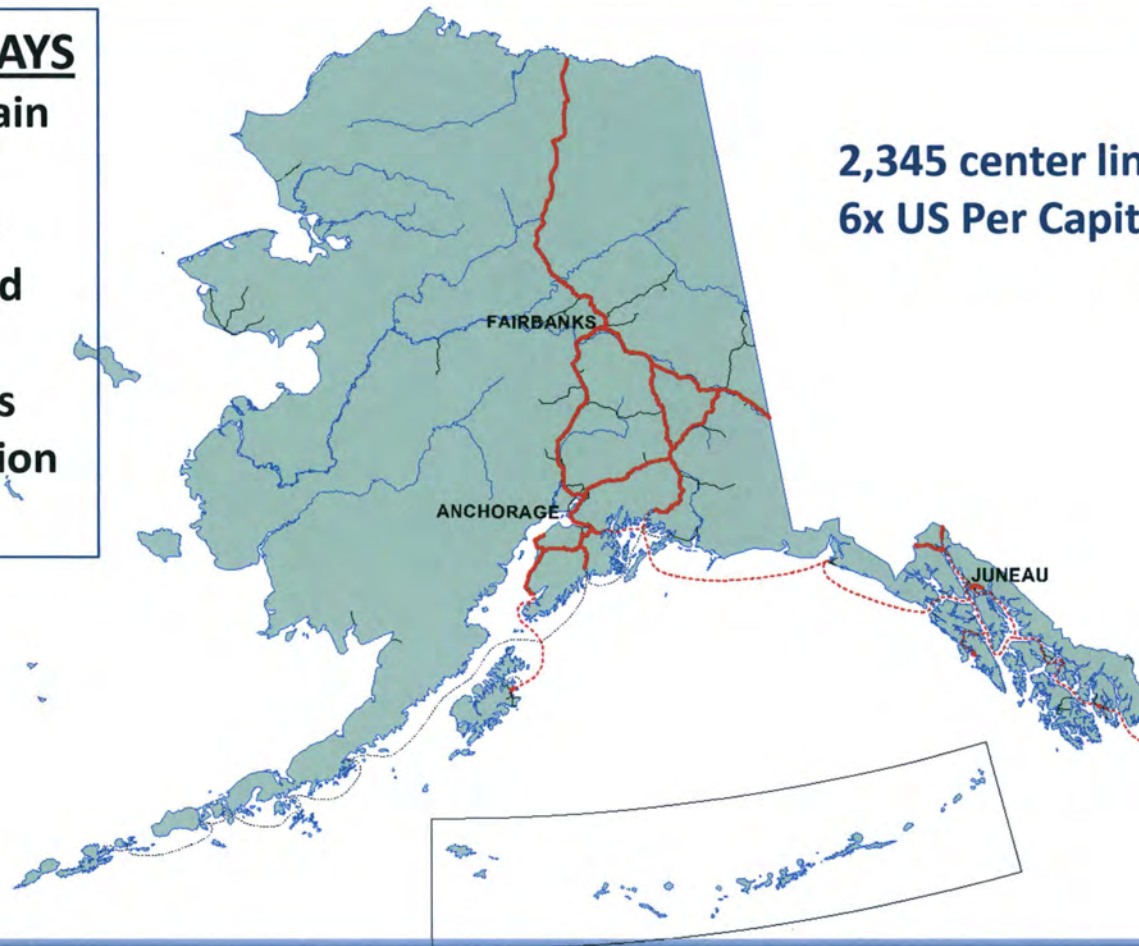 AYS
ain
d
s
ion
2,345 center lin
6x US Per Capit
FAIRBANKS
ANCHORAGE
JUNEAU